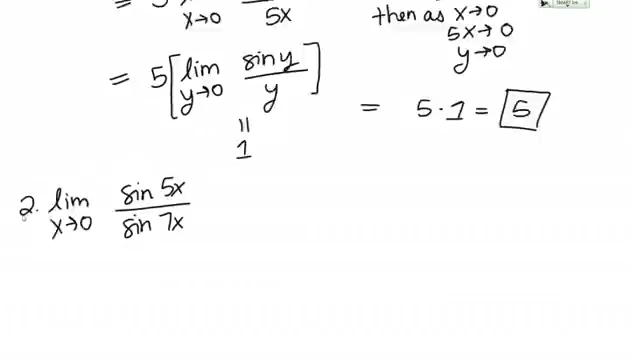 = 5 lim x→0 5x
then as x→0
5x→0
y→0
= 5 [ lim y→0 sin y / y ]
= 5 · 1 = 5
=
1
2. lim x→0 sin 5x / sin 7x